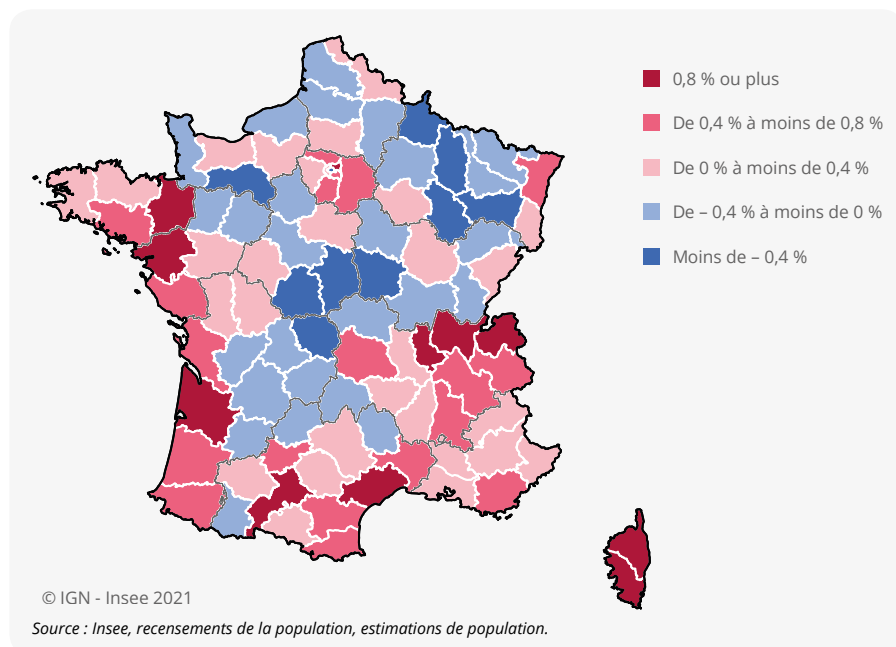 0,8 % ou plus
De 0,4 % à moins de 0,8 %
De 0 % à moins de 0,4 %
De – 0,4 % à moins de 0 %
Moins de – 0,4 %
© IGN - Insee 2021
Source : Insee, recensements de la population, estimations de population.